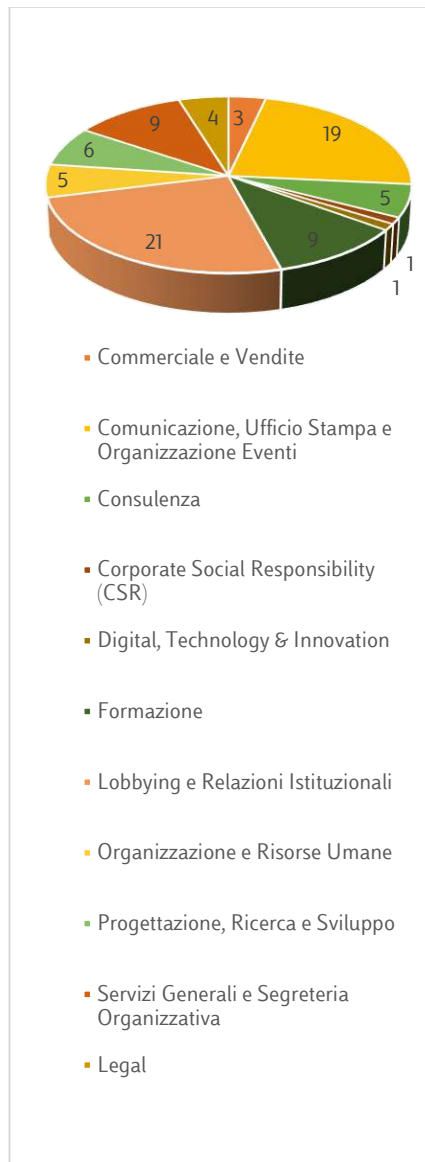 4
3
9
19
6
5
5
21
9
1
1
Commerciale e Vendite
Comunicazione, Ufficio Stampa e
Organizzazione Eventi
Consulenza
Corporate Social Responsibility
(CSR)
Digital, Technology & Innovation
Formazione
Lobbying e Relazioni Istituzionali
Organizzazione e Risorse Umane
Progettazione, Ricerca e Sviluppo
Servizi Generali e Segreteria
Organizzativa
Legal